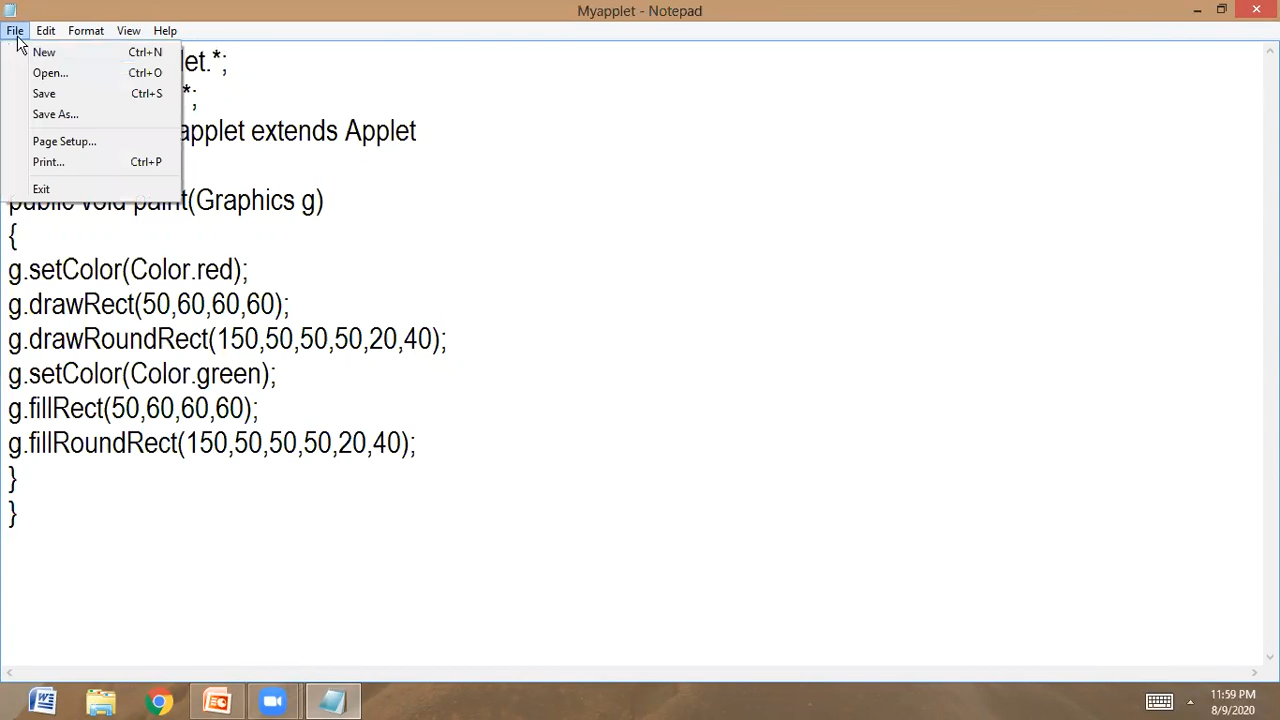 Myapplet - Notepad
File Edit Format View Help
New Ctrl+N
Open... Ctrl+O
Save Ctrl+S
Save As...
Page Setup...
Print... Ctrl+P
Exit
let.*;
*;
applet extends Applet
public void paint(Graphics g)
{
g.setColor(Color.red);
g.drawRect(50,60,60,60);
g.drawRoundRect(150,50,50,50,20,40);
g.setColor(Color.green);
g.fillRect(50,60,60,60);
g.fillRoundRect(150,50,50,50,20,40);
}
}
11:59 PM
8/9/2020